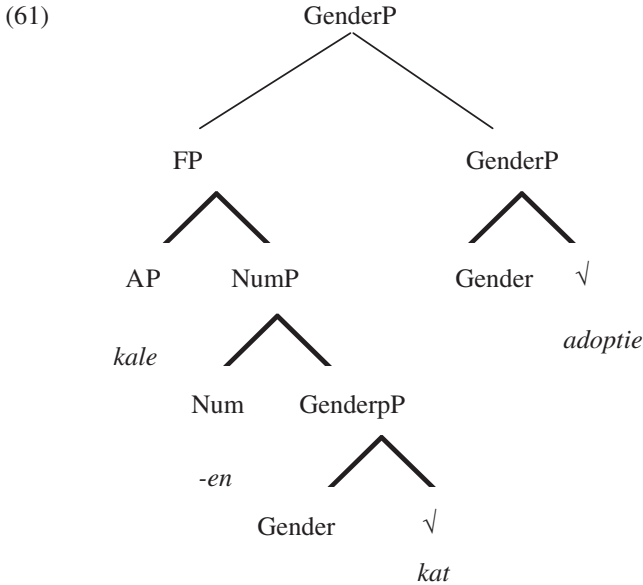 (61) GenderP
FP GenderP
AP NumP Gender √
kale adoptie
Num GenderpP
-en
Gender √
kat